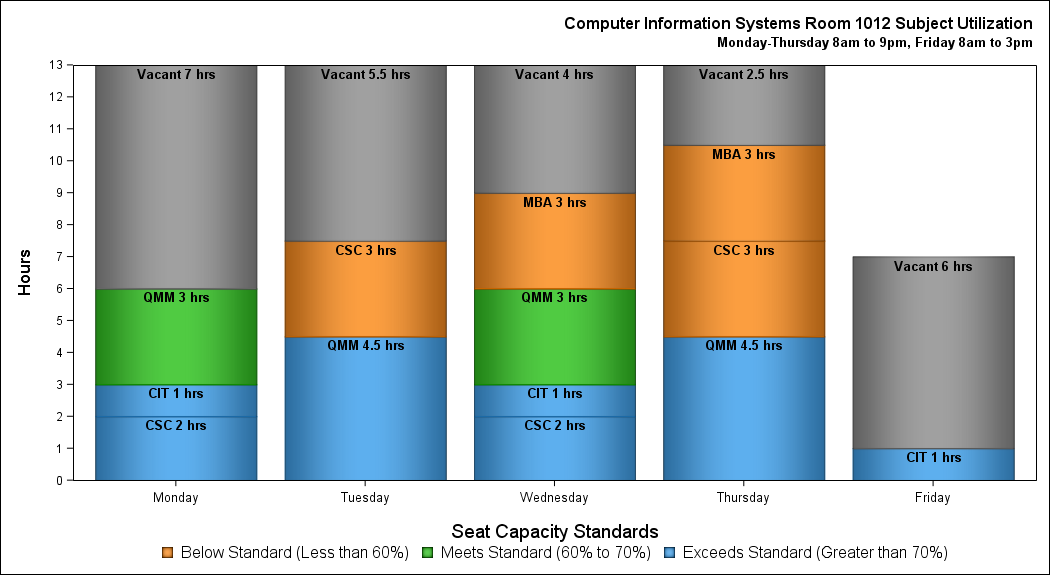 Computer Information Systems Room 1012 Subject Utilization
Monday-Thursday 8am to 9pm, Friday 8am to 3pm
13
12
11
10
9
8
7
6
5
4
3
2
1
0
Hours
Vacant 7 hrs
QMM 3 hrs
CIT 1 hrs
CSC 2 hrs
Vacant 5.5 hrs
CSC 3 hrs
QMM 4.5 hrs
Vacant 4 hrs
MBA 3 hrs
QMM 3 hrs
CIT 1 hrs
CSC 2 hrs
Vacant 2.5 hrs
MBA 3 hrs
CSC 3 hrs
QMM 4.5 hrs
Vacant 6 hrs
CIT 1 hrs
Monday Tuesday Wednesday Thursday Friday
Seat Capacity Standards
Below Standard (Less than 60%) Meets Standard (60% to 70%) Exceeds Standard (Greater than 70%)